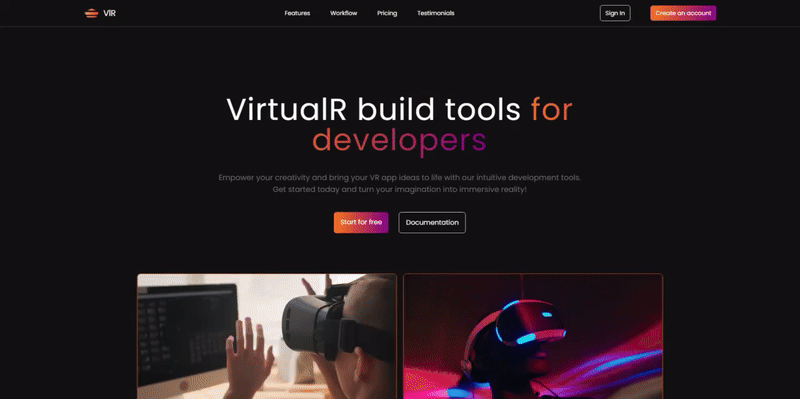 VIR
Features
Workflow
Pricing
Testimonials
Sign In
Create an account
VirtualR build tools for
developers
Empower your creativity and bring your VR app ideas to life with our intuitive development tools.
Get started today and turn your imagination into immersive reality!
Start for free
Documentation